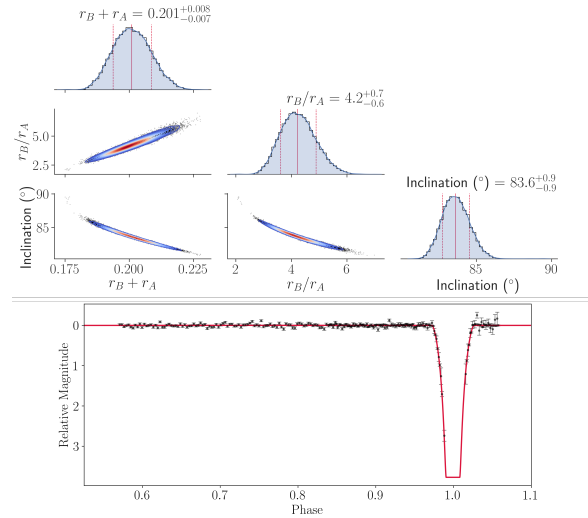 r_B + r_A = 0.201^{+0.008}_{-0.007}
r_B/r_A
5.0
2.5
r_B/r_A = 4.2^{+0.7}_{-0.6}
Inclination (°)
90
85
0.175 0.200 0.225
r_B + r_A
2 4 6
r_B/r_A
Inclination (°) = 83.6^{+0.9}_{-0.9}
85 90
Inclination (°)
Relative Magnitude
0
1
2
3
0.6 0.7 0.8 0.9 1.0 1.1
Phase